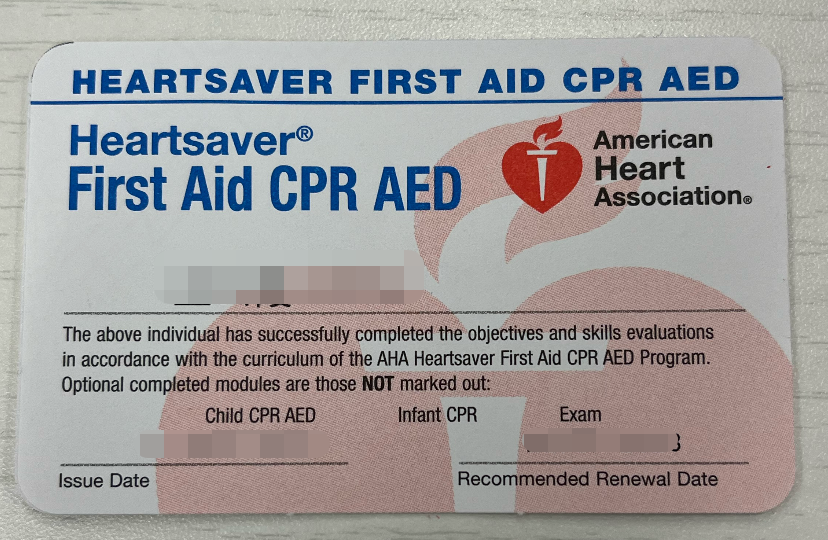 HEARTSAVER FIRST AID CPR AED
Heartsaver®
First Aid CPR AED
American
Heart
Association®
The above individual has successfully completed the objectives and skills evaluations
in accordance with the curriculum of the AHA Heartsaver First Aid CPR AED Program.
Optional completed modules are those NOT marked out:
Child CPR AED Infant CPR Exam
Issue Date Recommended Renewal Date